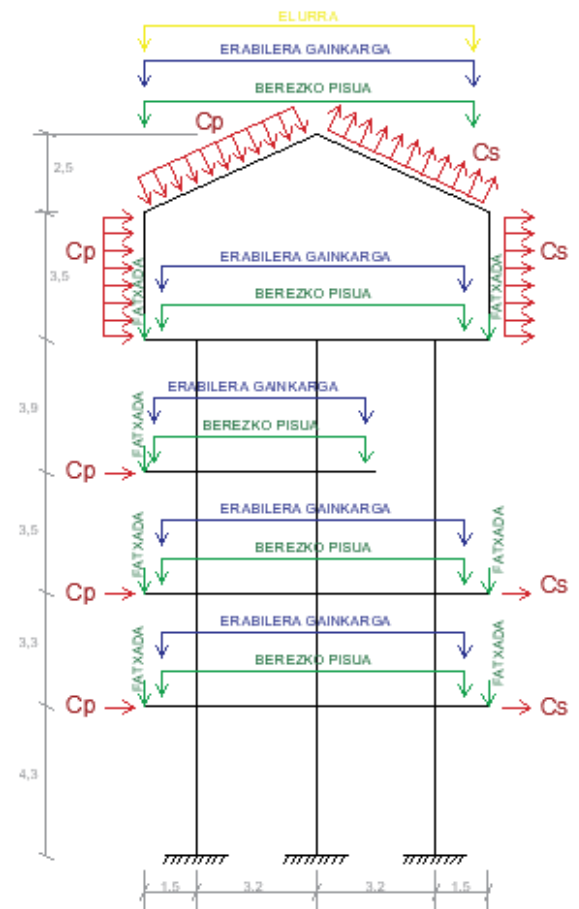 ELURRA
ERABILERA GAINKARGA
BEREZKO PISUA
Cp
Cs
2,5
Cp
3,5
FATXADA
ERABILERA GAINKARGA
BEREZKO PISUA
FATXADA
Cs
3,9
FATXADA
ERABILERA GAINKARGA
BEREZKO PISUA
Cp
3,5
FATXADA
ERABILERA GAINKARGA
BEREZKO PISUA
FATXADA
Cp
Cs
3,3
FATXADA
ERABILERA GAINKARGA
BEREZKO PISUA
FATXADA
Cp
Cs
4,3
1,5
3,2
3,2
1,5